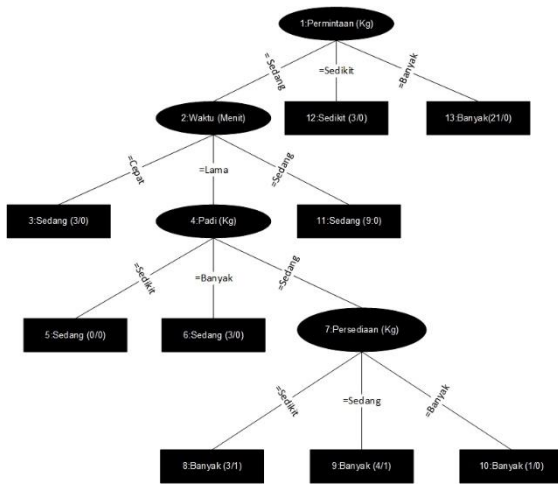 1:Permintaan (Kg)
= Sedang
=Sedikit
=Banyak
2:Waktu (Menit)
12:Sedikit (3/0)
13:Banyak(21/0)
=Cepat
=Lama
=Sedang
3:Sedang (3/0)
4:Padi (Kg)
11:Sedang (9:0)
=Sedikit
=Banyak
=Sedang
5:Sedang (0/0)
6:Sedang (3/0)
7:Persediaan (Kg)
=Sedikit
=Sedang
=Banyak
8:Banyak (3/1)
9:Banyak (4/1)
10:Banyak (1/0)